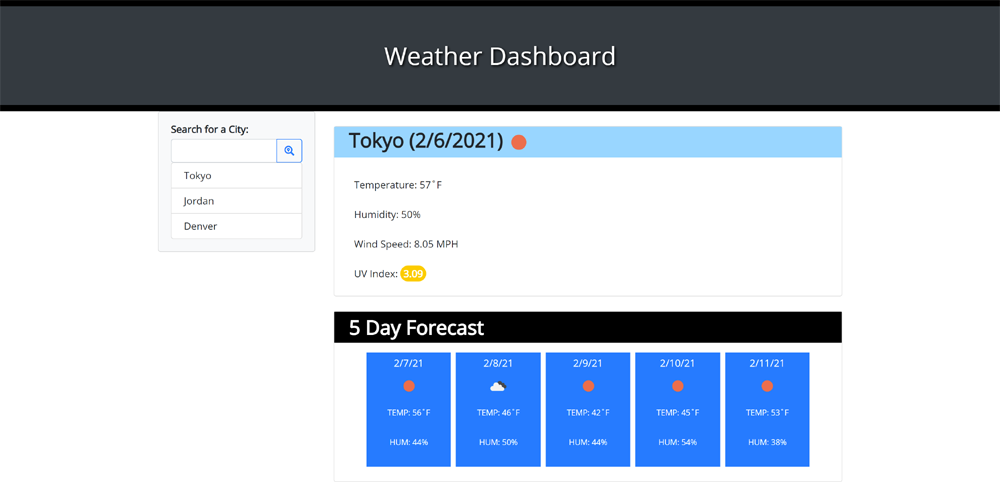 Weather Dashboard
Search for a City:
Tokyo
Jordan
Denver
Tokyo (2/6/2021)
Temperature: 57˚F
Humidity: 50%
Wind Speed: 8.05 MPH
UV Index: 3.09
5 Day Forecast
2/7/21
TEMP: 56˚F
HUM: 44%
2/8/21
TEMP: 46˚F
HUM: 50%
2/9/21
TEMP: 42˚F
HUM: 44%
2/10/21
TEMP: 45˚F
HUM: 54%
2/11/21
TEMP: 53˚F
HUM: 38%